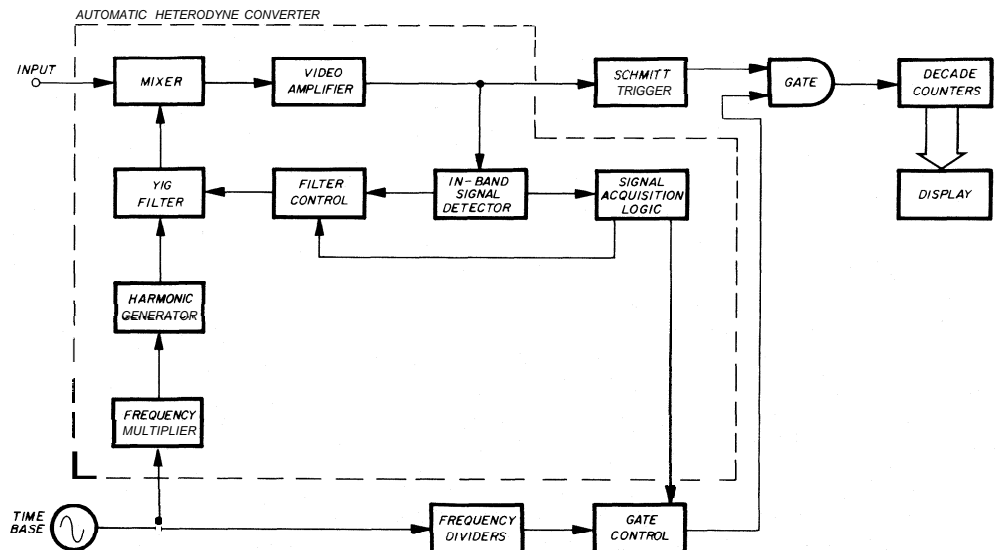 AUTOMATIC HETERODYNE CONVERTER
INPUT
MIXER
VIDEO
AMPLIFIER
SCHMITT
TRIGGER
GATE
DECADE
COUNTERS
YIG
FILTER
FILTER
CONTROL
IN-BAND
SIGNAL
DETECTOR
SIGNAL
ACQUISITION
LOGIC
DISPLAY
HARMONIC
GENERATOR
FREQUENCY
MULTIPLIER
TIME
BASE
FREQUENCY
DIVIDERS
GATE
CONTROL